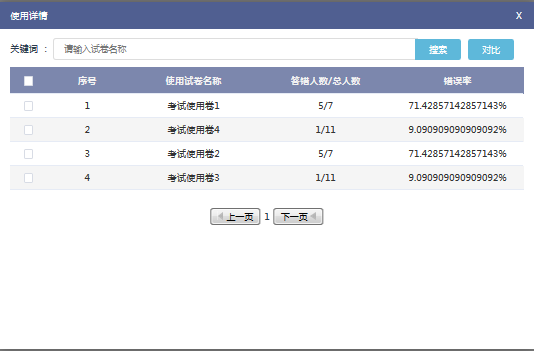 使用详情 X
关键词 : 请输入试卷名称 搜索 对比
序号 使用试卷名称 答错人数/总人数 错误率
1 考试使用卷1 5/7 71.42857142857143%
2 考试使用卷4 1/11 9.090909090909092%
3 考试使用卷2 5/7 71.42857142857143%
4 考试使用卷3 1/11 9.090909090909092%
上一页 1 下一页